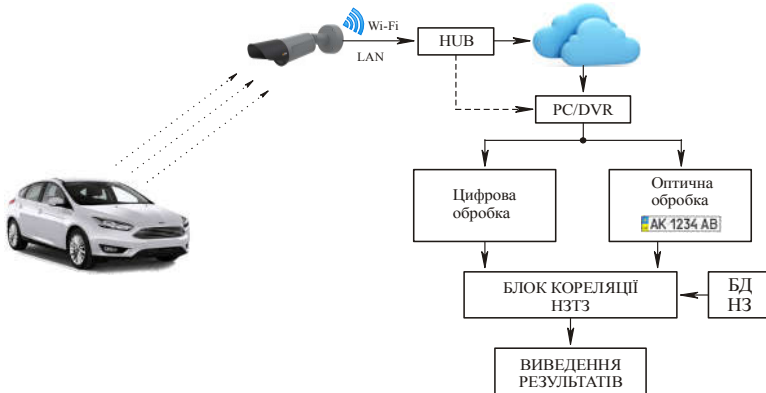 Wi-Fi
LAN
HUB
PC/DVR
Цифрова
обробка
Оптична
обробка
AK 1234 AB
БЛОК КОРЕЛЯЦІЇ
НЗТЗ
БД
НЗ
ВИВЕДЕННЯ
РЕЗУЛЬТАТІВ